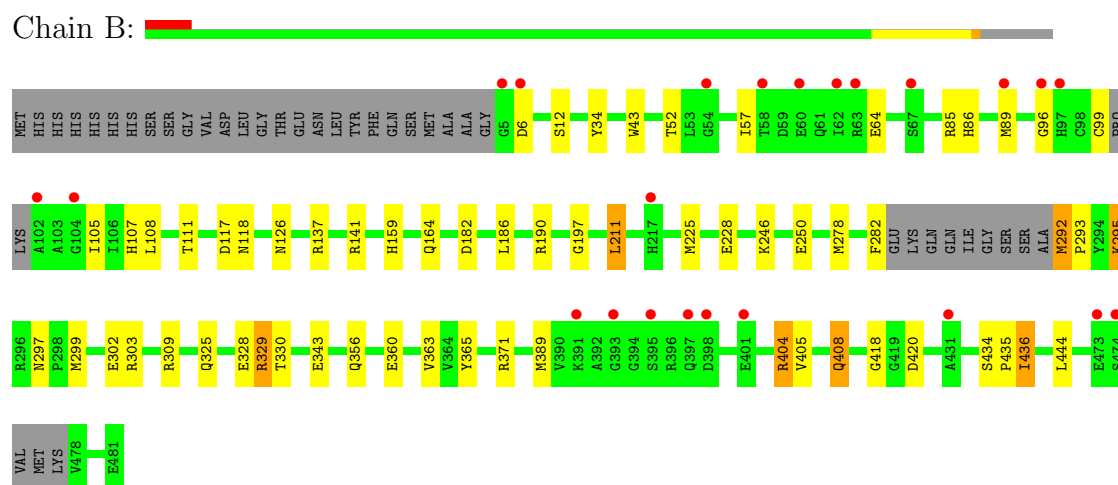 Chain B:
MET HIS HIS HIS HIS HIS HIS SER SER GLY VAL ASP LEU GLY THR GLU ASN LEU TYR PHE GLN SER MET ALA ALA GLY G5 D6 S12 Y34 W43 T52 L53 G54 I57 T58 D59 E60 Q61 I62 R63 E64 S67 R85 H86 M89 G96 H97 C98 C99 PRO
LYS A102 A103 G104 I105 I106 H107 L108 T111 D117 N118 N126 R137 R141 H159 Q164 D182 L186 R190 G197 L211 H217 M225 E228 K246 E250 M278 F282 GLU LYS GLN GLN ILE GLY SER SER ALA M292 P293 Y294 K295
R296 N297 P298 M299 E302 R303 R309 Q325 E328 R329 T330 E343 Q356 E360 V363 V364 Y365 R371 M389 V390 K391 A392 G393 G394 S395 R396 Q397 D398 E401 R404 V405 Q408 G418 G419 D420 A431 S434 P435 I436 L444 E473 S474
VAL MET LYS V478 E481